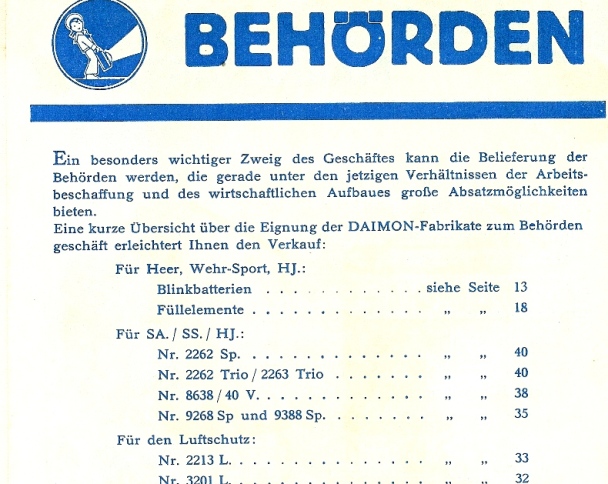 BEHÖRDEN
Ein besonders wichtiger Zweig des Geschäftes kann die Belieferung der
Behörden werden, die gerade unter den jetzigen Verhältnissen der Arbeits-
beschaffung und des wirtschaftlichen Aufbaues große Absatzmöglichkeiten
bieten.
Eine kurze Übersicht über die Eignung der DAIMON-Fabrikate zum Behörden
geschäft erleichtert Ihnen den Verkauf:
Für Heer, Wehr-Sport, HJ.:
Blinkbatterien . . . . . . . . . . . . siehe Seite 13
Füllelemente . . . . . . . . . . . . . „ „ 18
Für SA. / SS. / HJ.:
Nr. 2262 Sp. . . . . . . . . . . . . . „ „ 40
Nr. 2262 Trio / 2263 Trio . . . . . . . „ „ 40
Nr. 8638 / 40 V. . . . . . . . . . . . . „ „ 38
Nr. 9268 Sp und 9388 Sp. . . . . . . . „ „ 35
Für den Luftschutz:
Nr. 2213 L. . . . . . . . . . . . . . . „ „ 33
Nr. 3201 L. . . . . . . . . . . . . . . „ „ 32